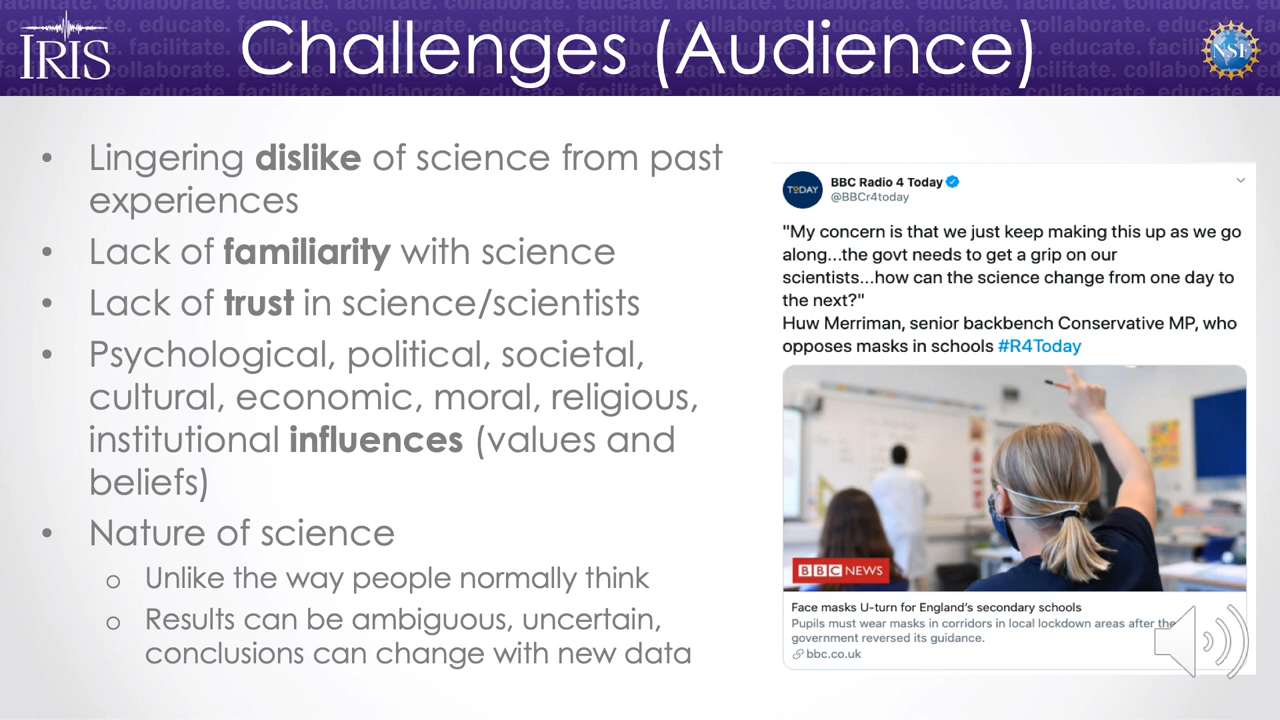 IRIS
Challenges (Audience)
NSF
• Lingering dislike of science from past
experiences
• Lack of familiarity with science
• Lack of trust in science/scientists
• Psychological, political, societal,
cultural, economic, moral, religious,
institutional influences (values and
beliefs)
• Nature of science
o Unlike the way people normally think
o Results can be ambiguous, uncertain,
conclusions can change with new data
TODAY
BBC Radio 4 Today
@BBCr4today
"My concern is that we just keep making this up as we go
along...the govt needs to get a grip on our
scientists...how can the science change from one day to
the next?"
Huw Merriman, senior backbench Conservative MP, who
opposes masks in schools #R4Today
BBC NEWS
Face masks U-turn for England's secondary schools
Pupils must wear masks in corridors in local lockdown areas after the
government reversed its guidance.
bbc.co.uk